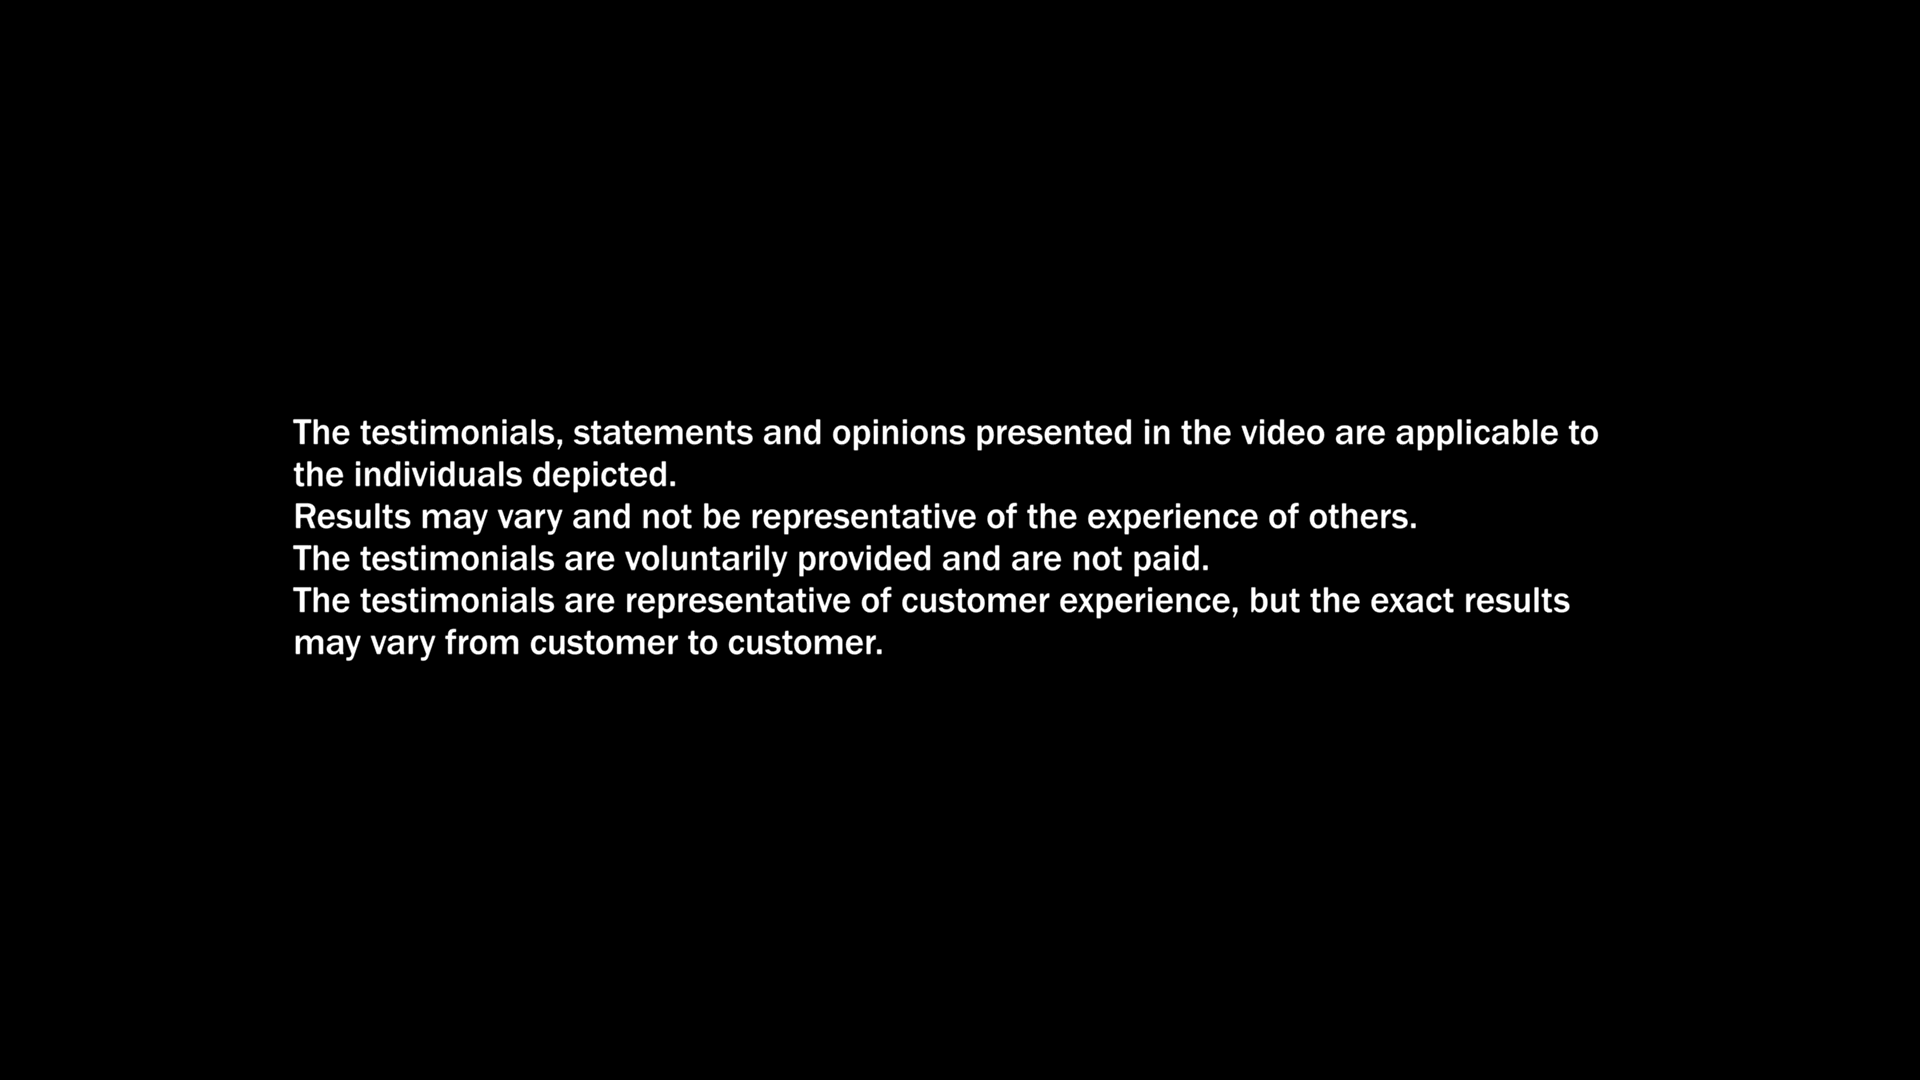 The testimonials, statements and opinions presented in the video are applicable to
the individuals depicted.
Results may vary and not be representative of the experience of others.
The testimonials are voluntarily provided and are not paid.
The testimonials are representative of customer experience, but the exact results
may vary from customer to customer.